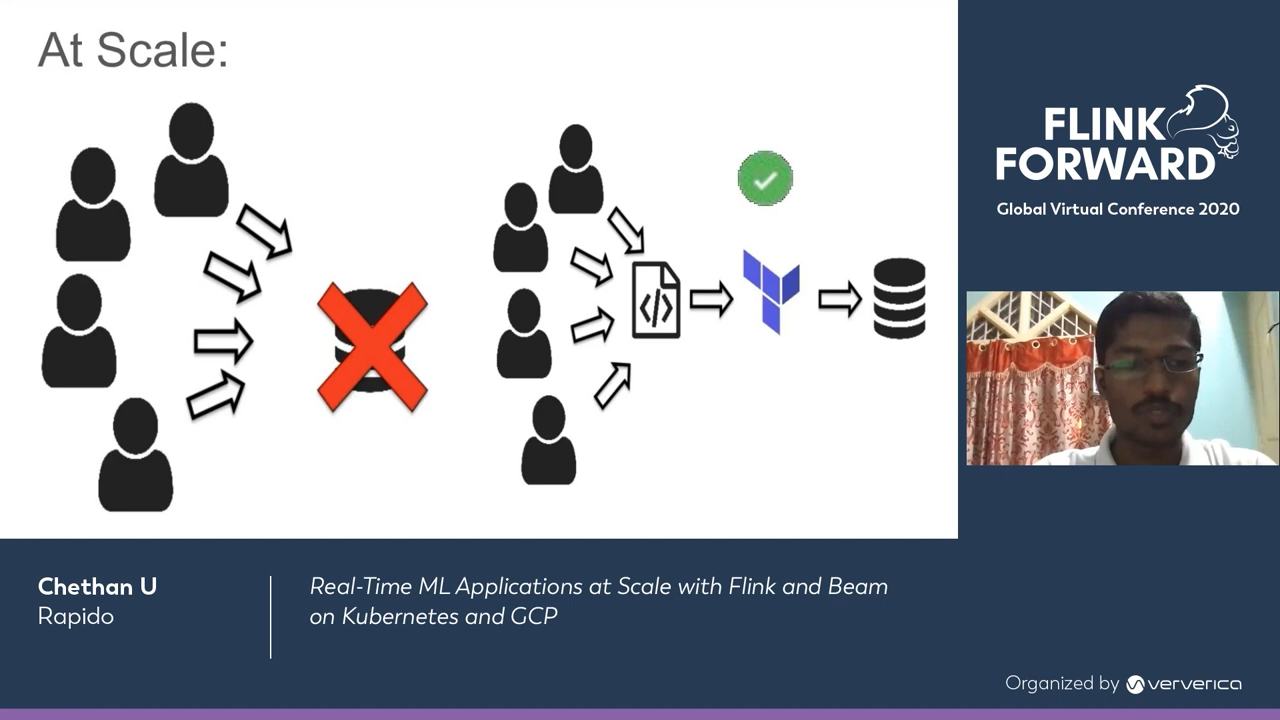 At Scale:
FLINK
FORWARD
Global Virtual Conference 2020
</>
Chethan U
Rapido
Real-Time ML Applications at Scale with Flink and Beam
on Kubernetes and GCP
Organized by ververica